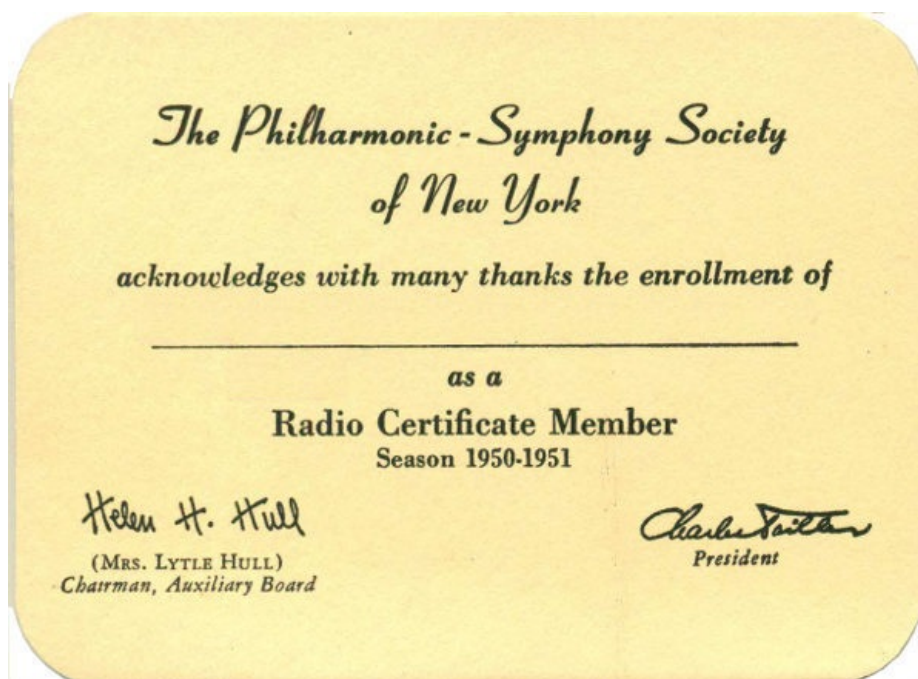 The Philharmonic - Symphony Society
of New York
acknowledges with many thanks the enrollment of
as a
Radio Certificate Member
Season 1950-1951
Helen H. Hull
(MRS. LYTLE HULL)
Chairman, Auxiliary Board
Charles
President